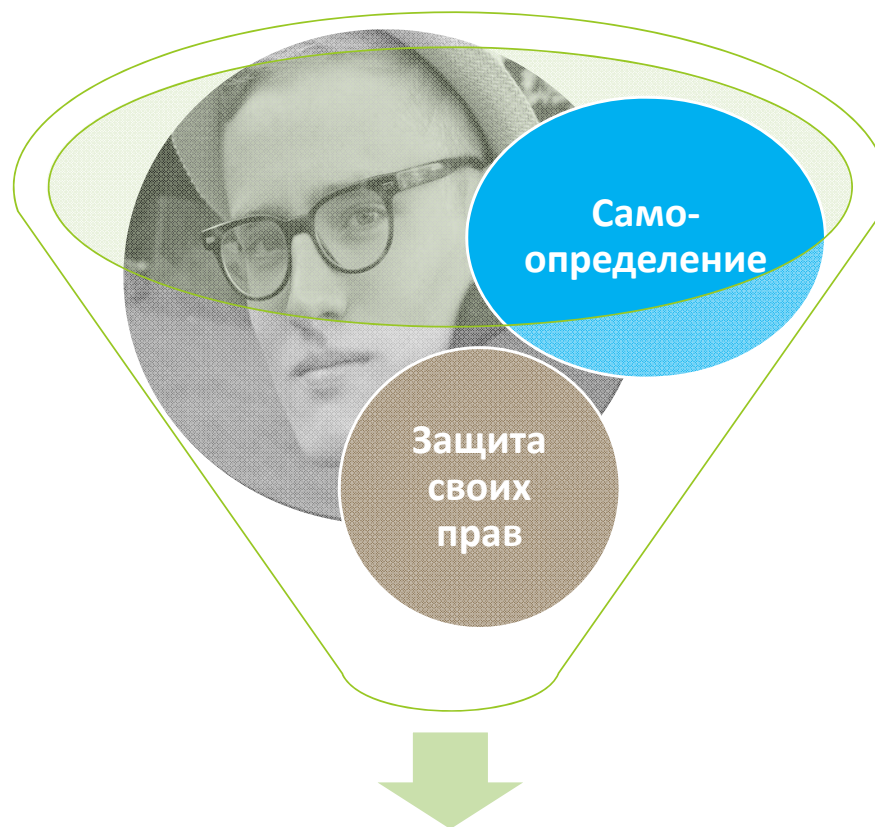 Само-
определение
Защита
своих
прав